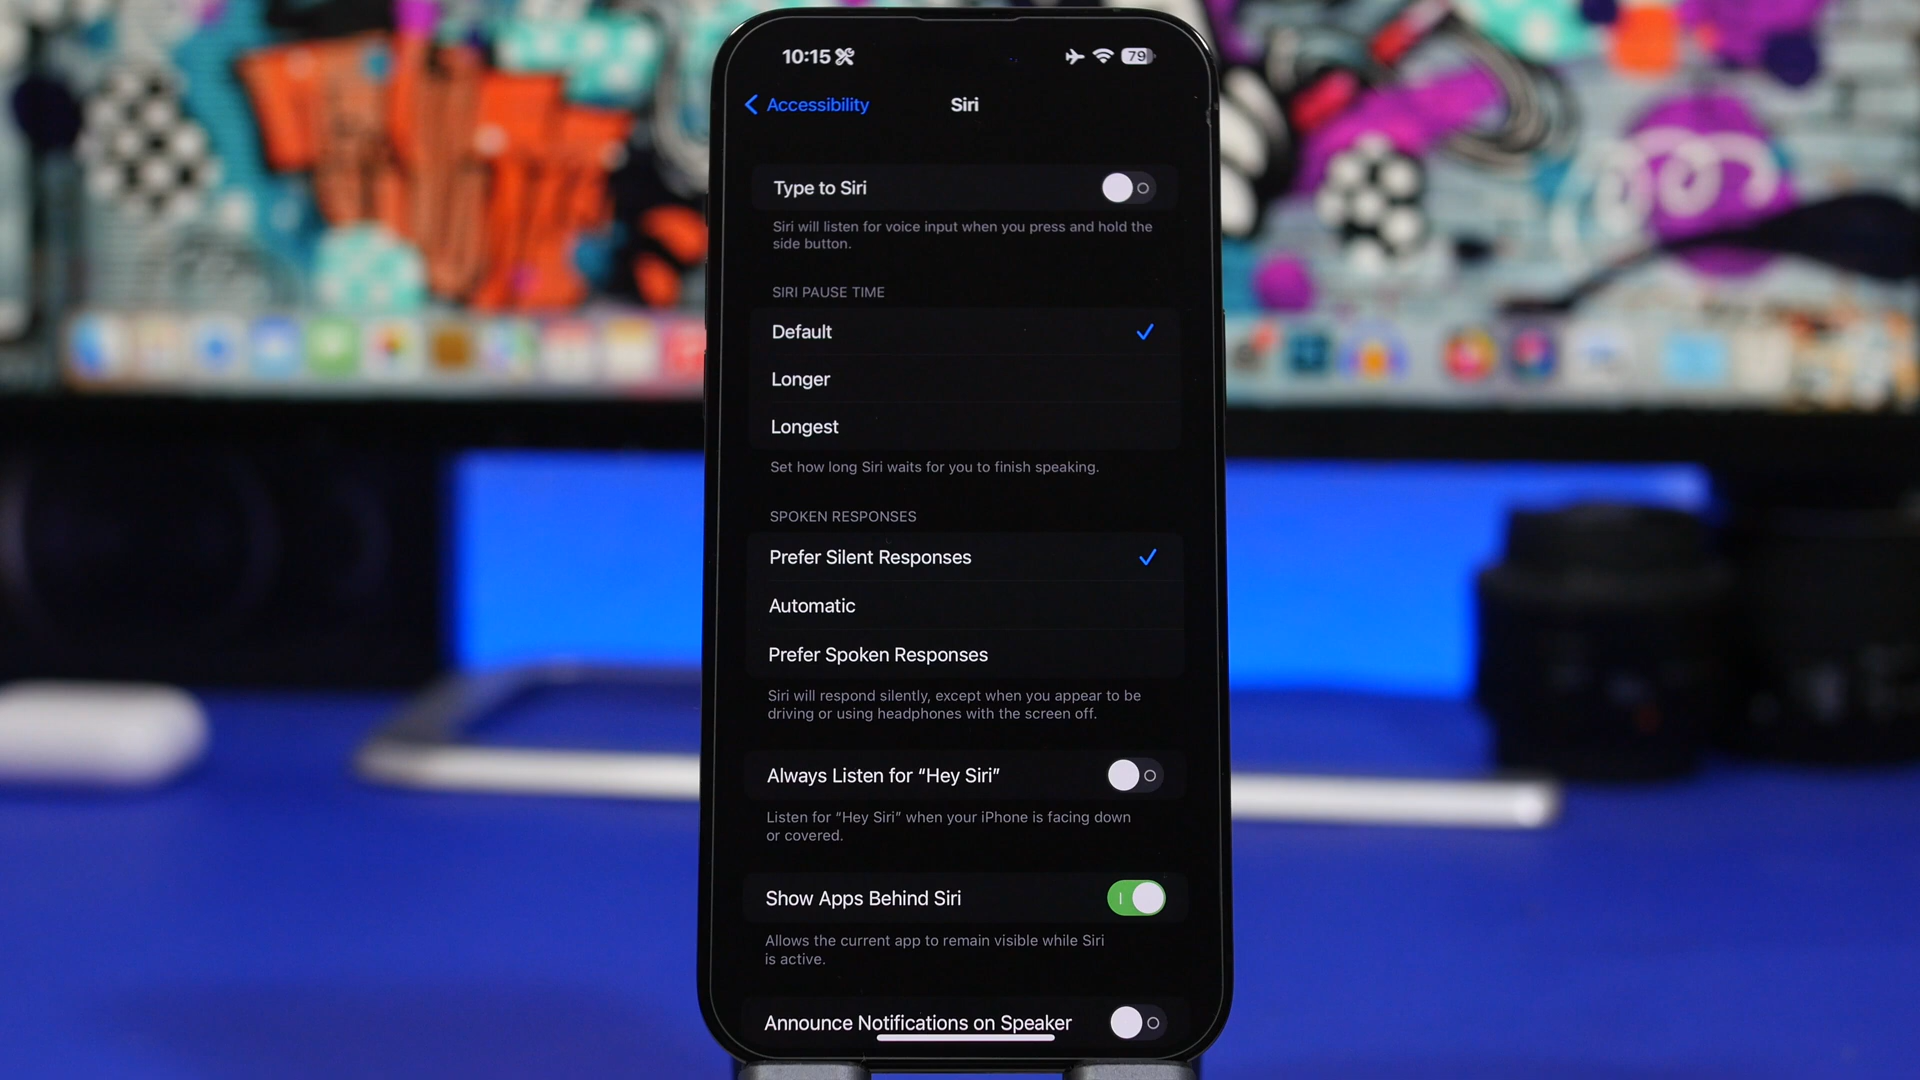 10:15
79
Accessibility
Siri
Type to Siri
Siri will listen for voice input when you press and hold the
side button.
SIRI PAUSE TIME
Default
Longer
Longest
Set how long Siri waits for you to finish speaking.
SPOKEN RESPONSES
Prefer Silent Responses
Automatic
Prefer Spoken Responses
Siri will respond silently, except when you appear to be
driving or using headphones with the screen off.
Always Listen for “Hey Siri”
Listen for “Hey Siri” when your iPhone is facing down
or covered.
Show Apps Behind Siri
Allows the current app to remain visible while Siri
is active.
Announce Notifications on Speaker